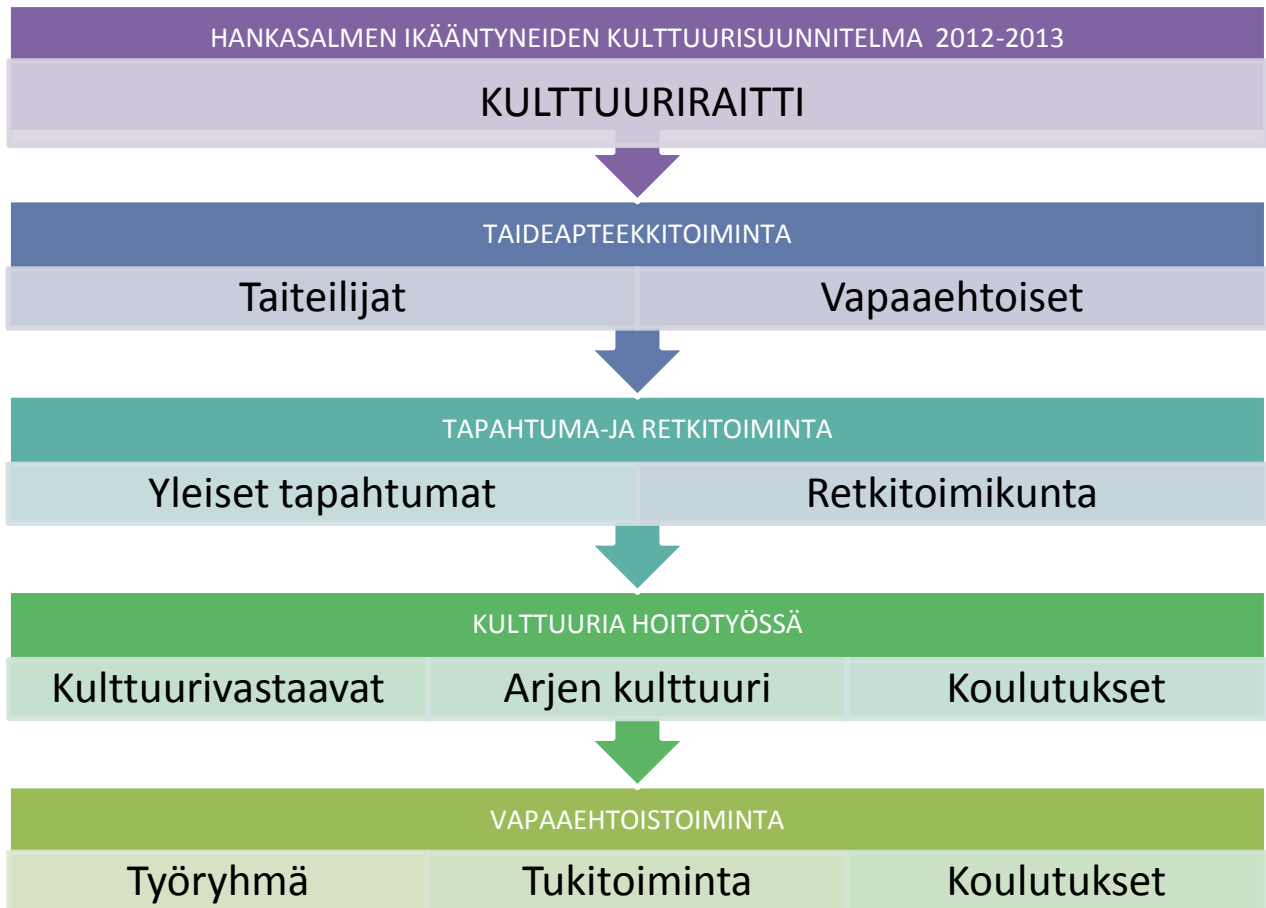 HANKASALMEN IKÄÄNTYNEIDEN KULTTUURISUUNNITELMA 2012-2013
KULTTUURIRAITTI
TAIDEAPTEEKKITOIMINTA
Taiteilijat Vapaaehtoiset
TAPAHTUMA-JA RETKITOIMINTA
Yleiset tapahtumat Retkitoimikunta
KULTTUURIA HOITOTYÖSSÄ
Kulttuurivastaavat Arjen kulttuuri Koulutukset
VAPAAEHTOISTOIMINTA
Työryhmä Tukitoiminta Koulutukset